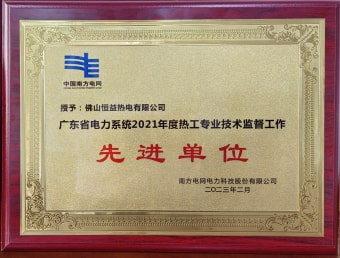 中国南方电网
授予：佛山恒益热电有限公司
广东省电力系统2021年度热工专业技术监督工作
先进单位
南方电网电力科技股份有限公司
二〇二三年二月